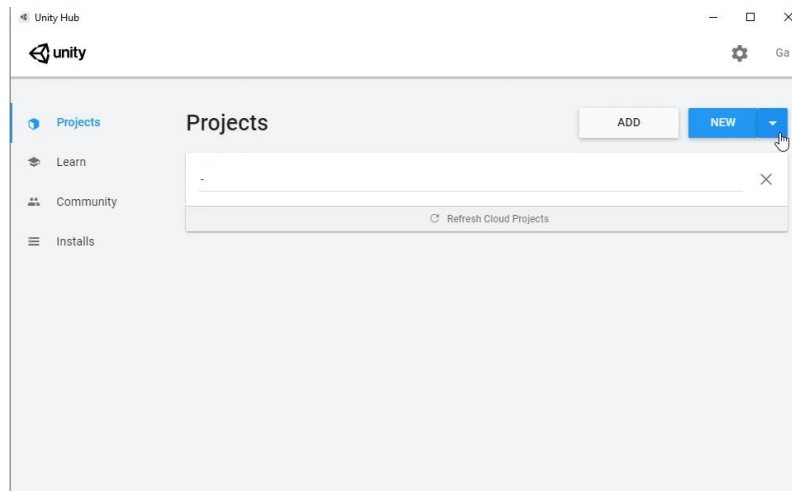 Unity Hub
unity
Ga
Projects
Learn
Community
Installs
Projects
ADD
NEW
-
Refresh Cloud Projects